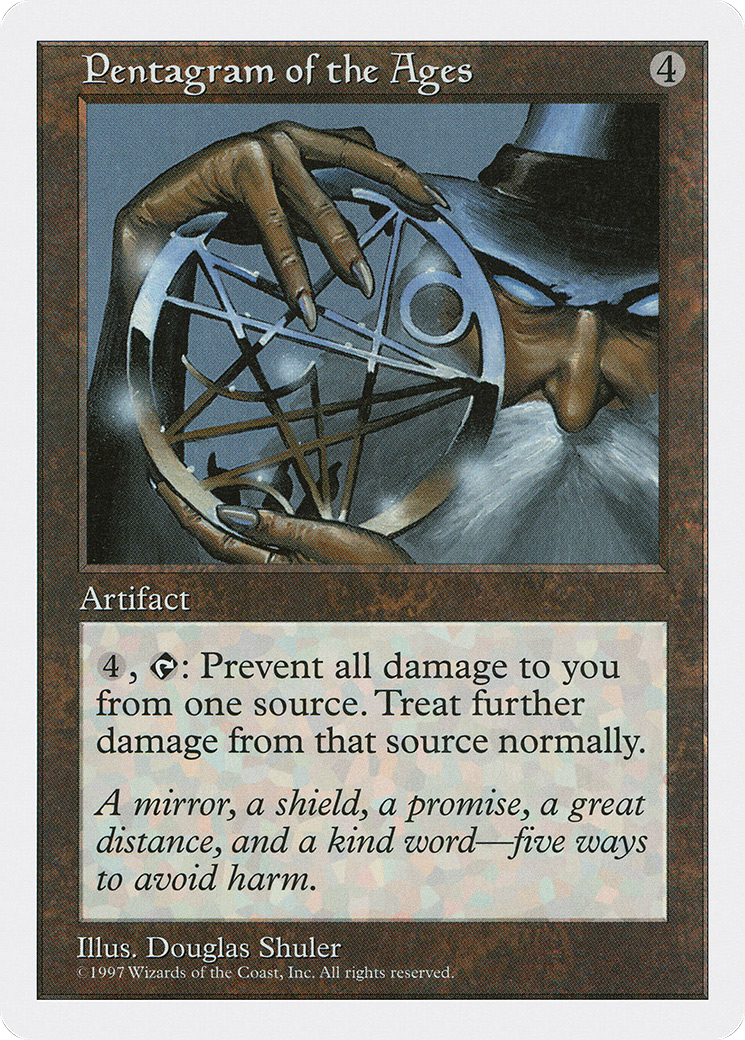 Pentagram of the Ages 4
Artifact
4, : Prevent all damage to you
from one source. Treat further
damage from that source normally.
A mirror, a shield, a promise, a great
distance, and a kind word—five ways
to avoid harm.
Illus. Douglas Shuler
©1997 Wizards of the Coast, Inc. All rights reserved.